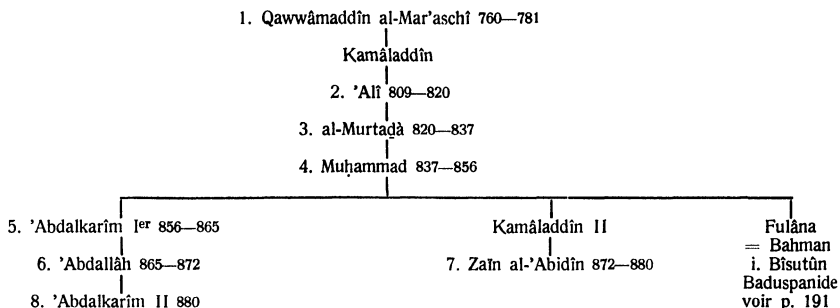 1. Qawwâmaddîn al-Mar'aschî 760—781
Kamâladdîn
2. 'Alî 809—820
3. al-Murtaḍà 820—837
4. Muḥammad 837—856
5. 'Abdalkarîm Iᵉʳ 856—865
Kamâladdîn II
Fulâna
= Bahman
6. 'Abdallâh 865—872
7. Zaïn al-'Abidîn 872—880
i. Bîsutûn
Baduspanide
8. 'Abdalkarîm II 880
voir p. 191